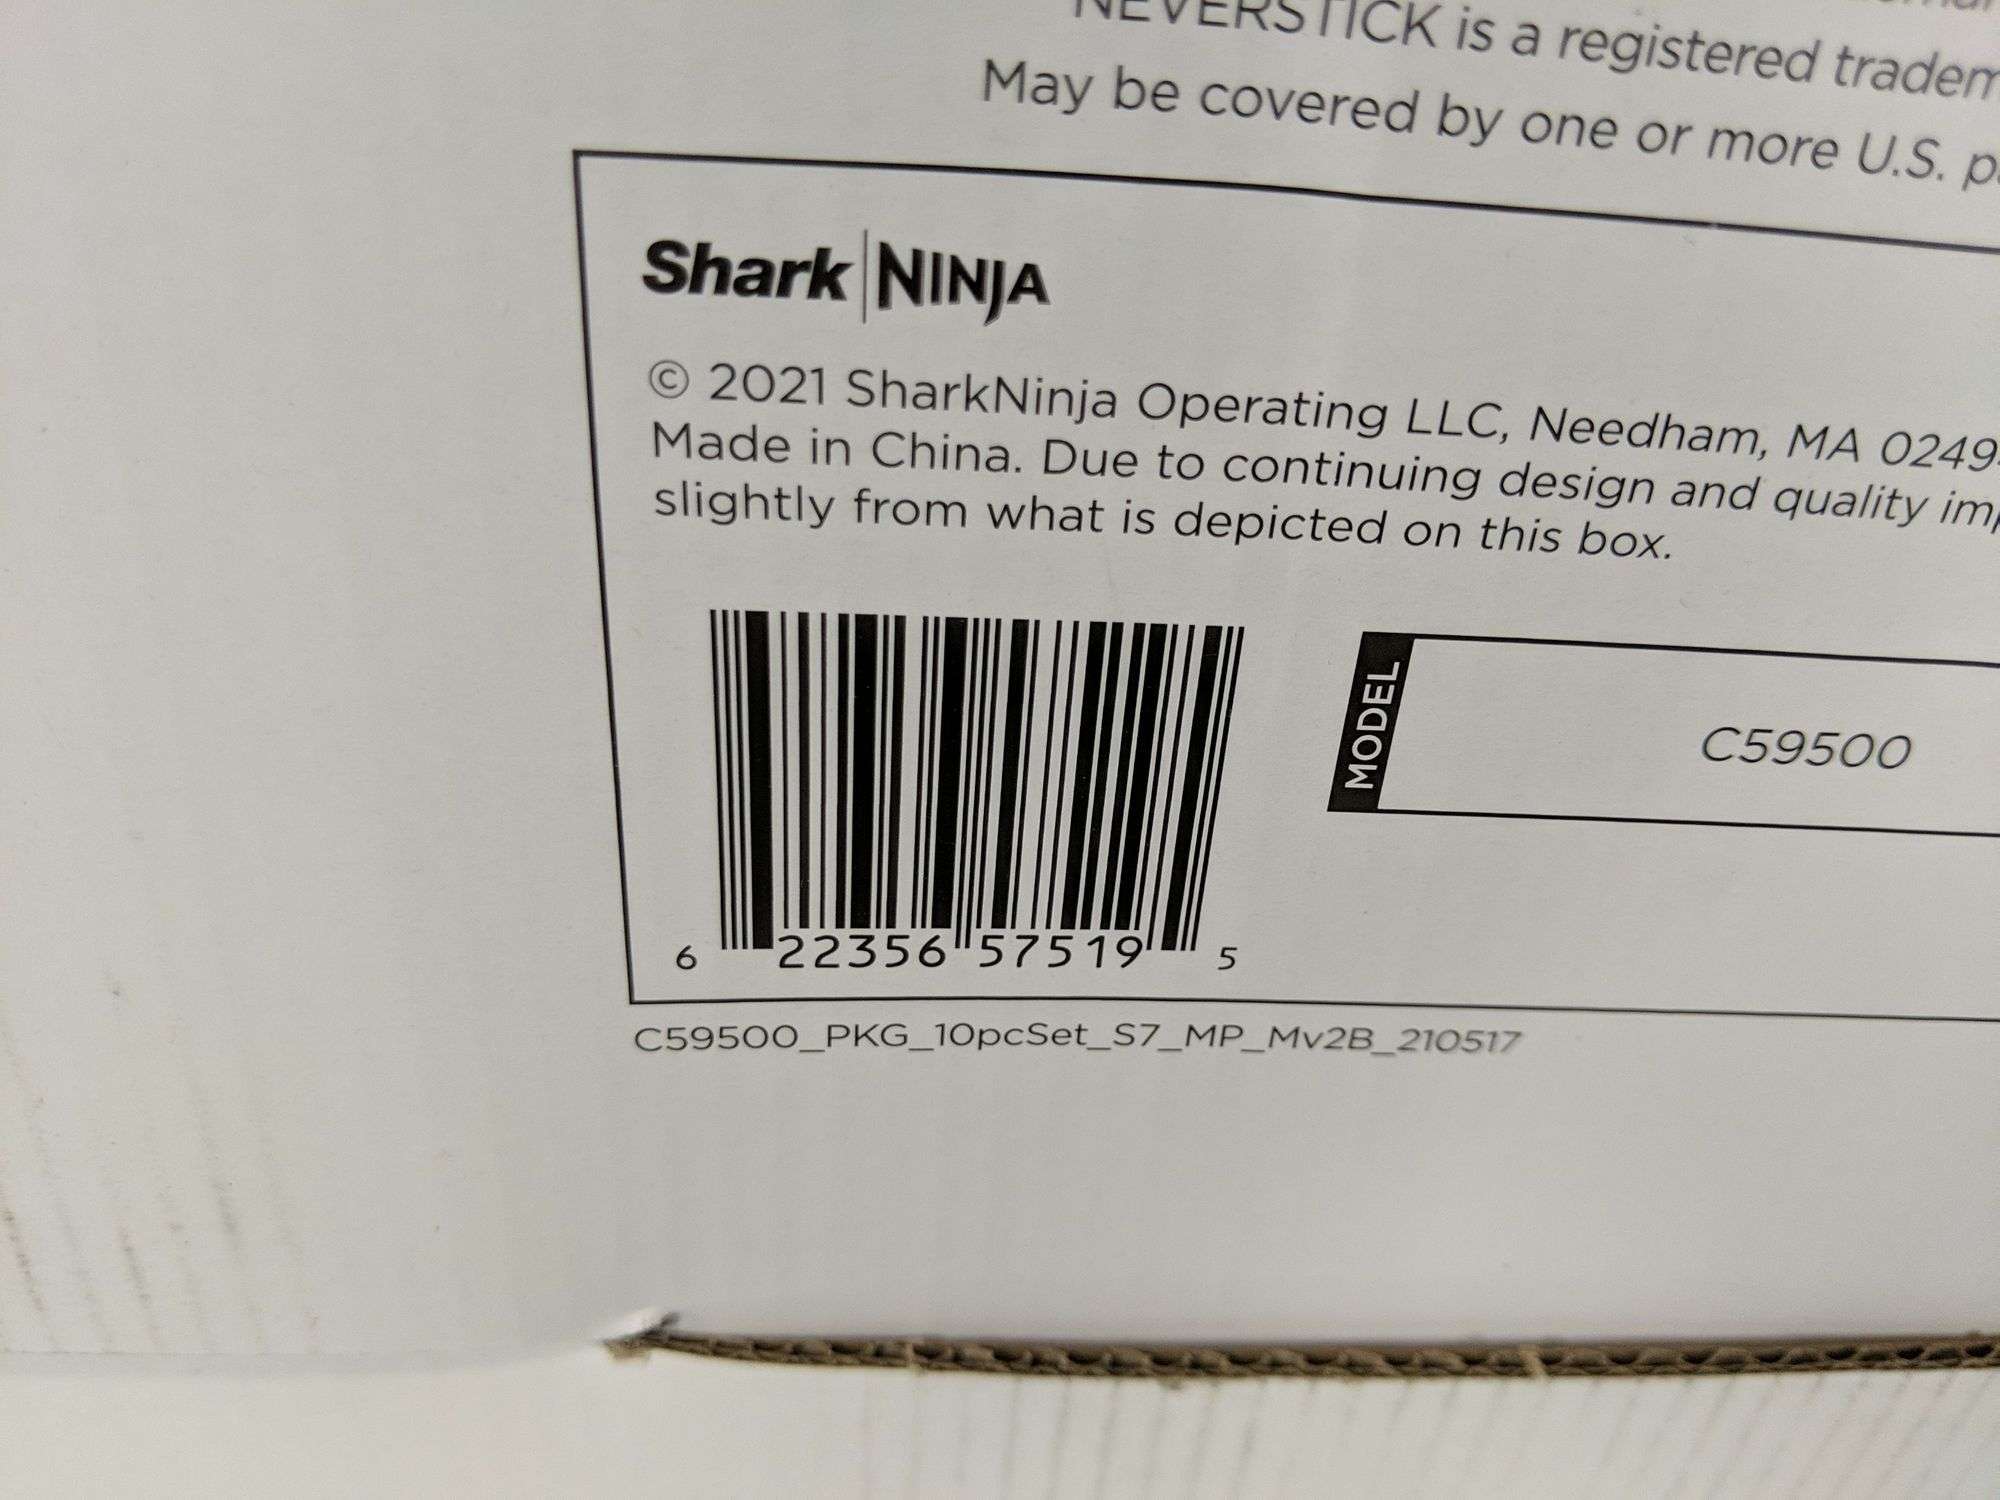 NEVERSTICK is a registered
May be covered by one or more U.S.
Shark NINJA
© 2021 SharkNinja Operating LLC, Needham, MA
Made in China. Due to continuing design and quality
slightly from what is depicted on this box.
MODEL
C59500
6 22356 57519 5
C59500_PKG_10pcSet_S7_MP_Mv2B_210517